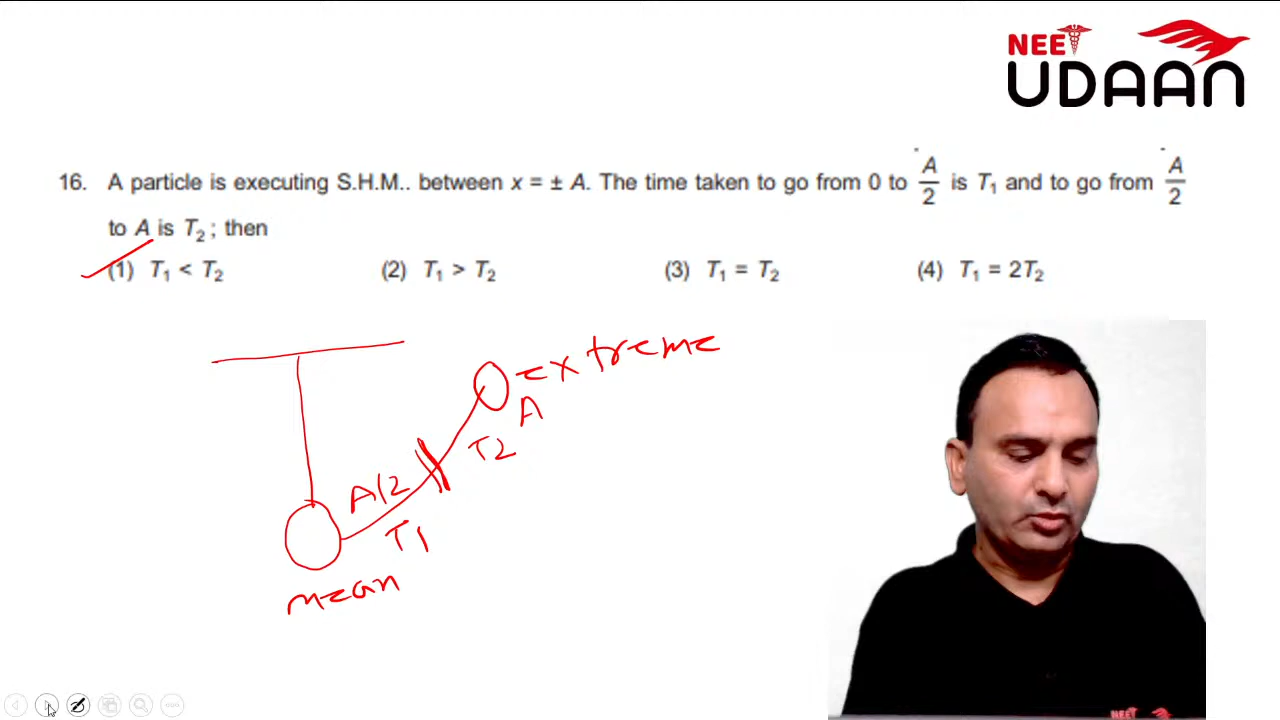 NEET
UDAAN
16. A particle is executing S.H.M.. between x = ± A. The time taken to go from 0 to A/2 is T₁ and to go from A/2
to A is T₂ ; then
(1) T₁ < T₂ (2) T₁ > T₂ (3) T₁ = T₂ (4) T₁ = 2T₂
extreme
A
T2
A/2
T1
mean
NEET